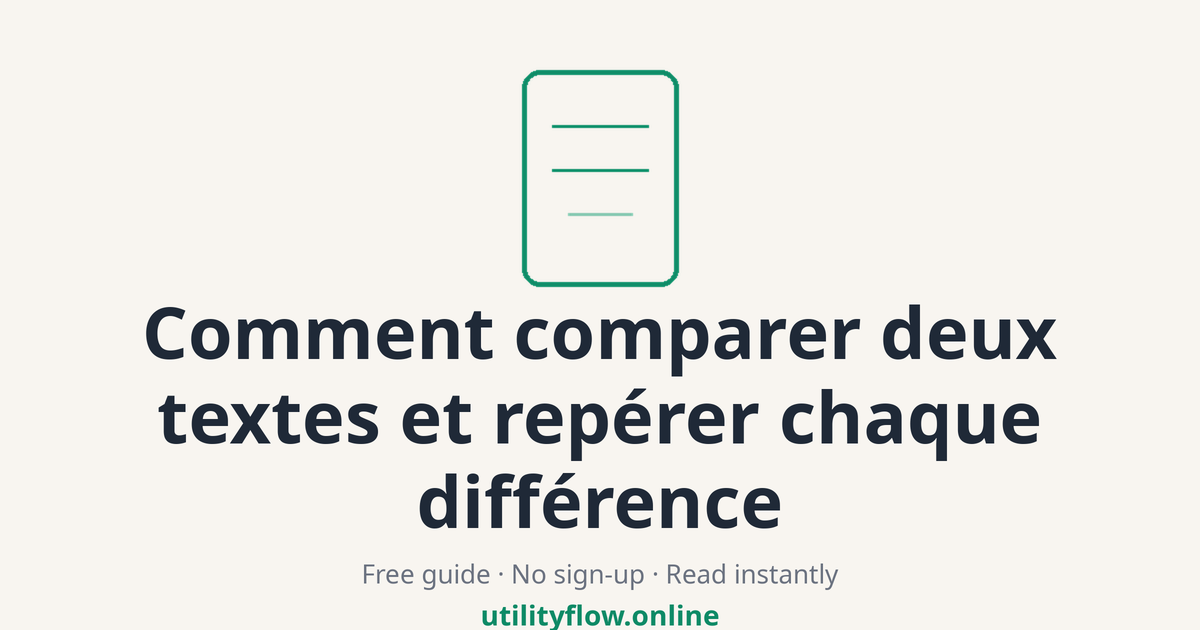 Comment comparer deux
textes et repérer chaque
différence
Free guide · No sign-up · Read instantly
utilityflow.online